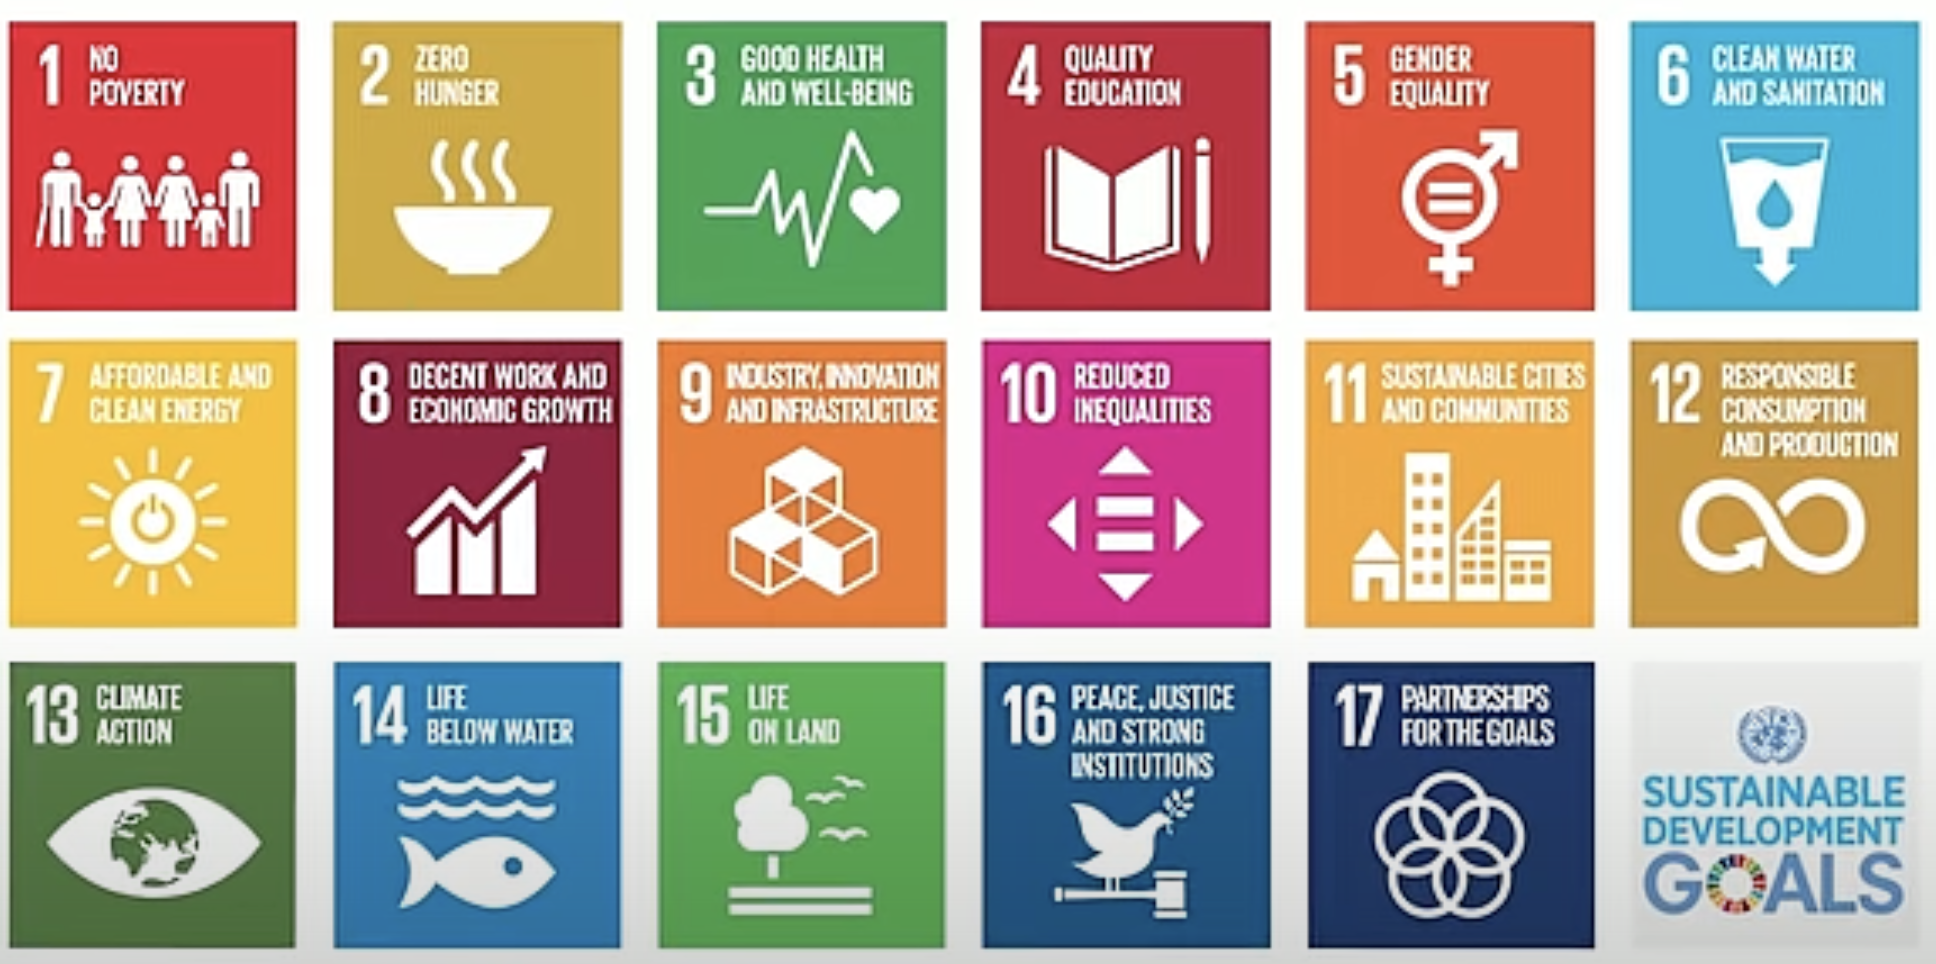 1 NO
POVERTY
2 ZERO
HUNGER
3 GOOD HEALTH
AND WELL-BEING
4 QUALITY
EDUCATION
5 GENDER
EQUALITY
6 CLEAN WATER
AND SANITATION
7 AFFORDABLE AND
CLEAN ENERGY
8 DECENT WORK AND
ECONOMIC GROWTH
9 INDUSTRY, INNOVATION
AND INFRASTRUCTURE
10 REDUCED
INEQUALITIES
11 SUSTAINABLE CITIES
AND COMMUNITIES
12 RESPONSIBLE
CONSUMPTION
AND PRODUCTION
13 CLIMATE
ACTION
14 LIFE
BELOW WATER
15 LIFE
ON LAND
16 PEACE, JUSTICE
AND STRONG
INSTITUTIONS
17 PARTNERSHIPS
FOR THE GOALS
SUSTAINABLE
DEVELOPMENT
GOALS